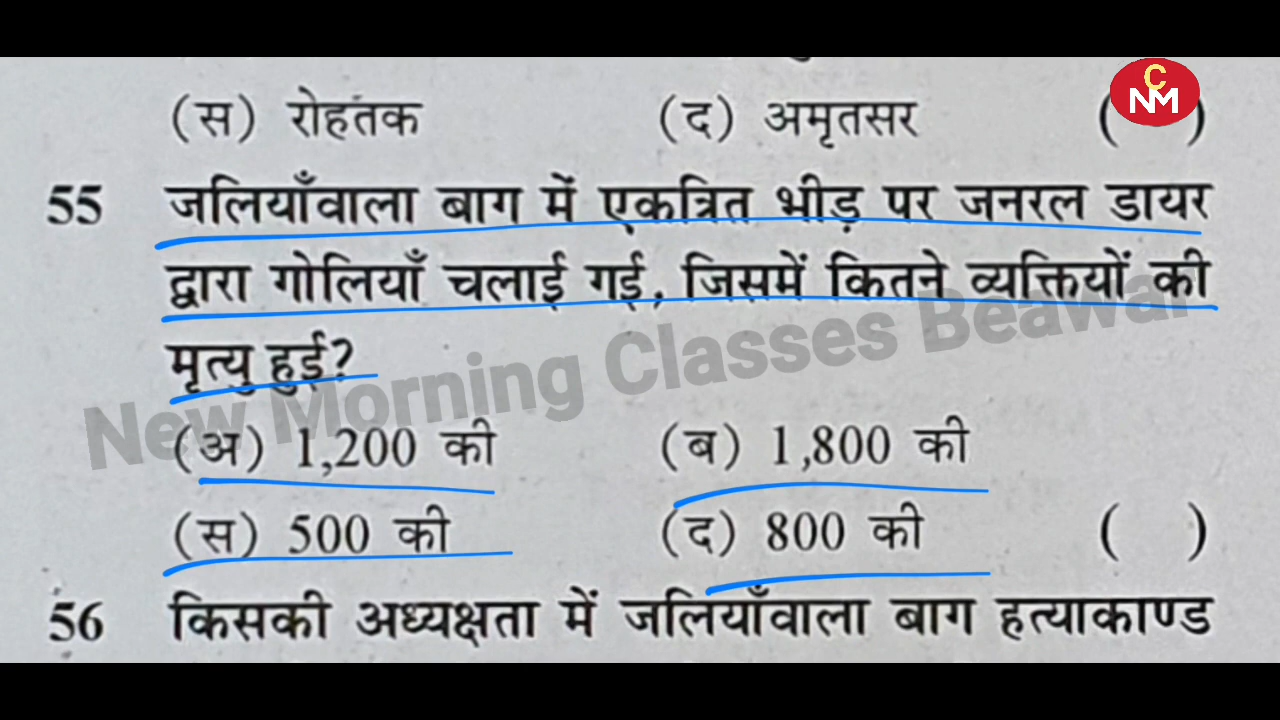 CNM
(स) रोहतक (द) अमृतसर ( )
55 जलियाँवाला बाग में एकत्रित भीड़ पर जनरल डायर
द्वारा गोलियाँ चलाई गई, जिसमें कितने व्यक्तियों की
मृत्यु हुई?
New Morning Classes Beawar
(अ) 1,200 की (ब) 1,800 की
(स) 500 की (द) 800 की ( )
56 किसकी अध्यक्षता में जलियाँवाला बाग हत्याकाण्ड